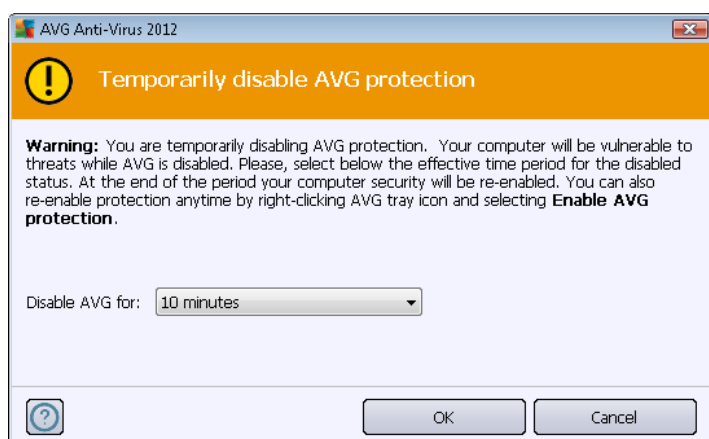 AVG Anti-Virus 2012
Temporarily disable AVG protection
Warning: You are temporarily disabling AVG protection. Your computer will be vulnerable to
threats while AVG is disabled. Please, select below the effective time period for the disabled
status. At the end of the period your computer security will be re-enabled. You can also
re-enable protection anytime by right-clicking AVG tray icon and selecting Enable AVG
protection.
Disable AVG for: 10 minutes
OK Cancel